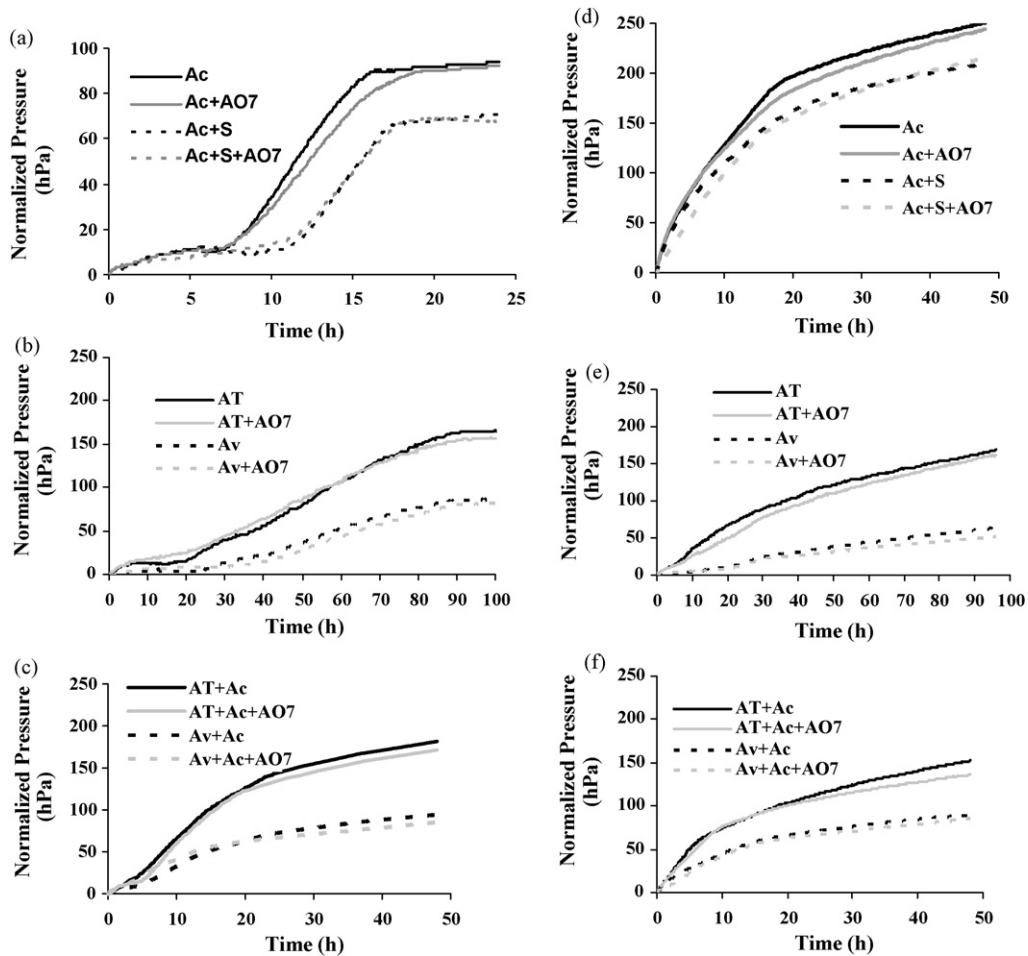 (a)
Normalized Pressure
(hPa)
100
80
60
40
20
0
Ac
Ac+AO7
Ac+S
Ac+S+AO7
0 5 10 15 20 25
Time (h)
(d)
Normalized Pressure
(hPa)
250
200
150
100
50
0
Ac
Ac+AO7
Ac+S
Ac+S+AO7
0 10 20 30 40 50
Time (h)
(b)
Normalized Pressure
(hPa)
250
200
150
100
50
0
AT
AT+AO7
Av
Av+AO7
0 10 20 30 40 50 60 70 80 90 100
Time (h)
(e)
Normalized Pressure
(hPa)
250
200
150
100
50
0
AT
AT+AO7
Av
Av+AO7
0 10 20 30 40 50 60 70 80 90 100
Time (h)
(c)
Normalized Pressure
(hPa)
250
200
150
100
50
0
AT+Ac
AT+Ac+AO7
Av+Ac
Av+Ac+AO7
0 10 20 30 40 50
Time (h)
(f)
Normalized Pressure
(hPa)
250
200
150
100
50
0
AT+Ac
AT+Ac+AO7
Av+Ac
Av+Ac+AO7
0 10 20 30 40 50
Time (h)